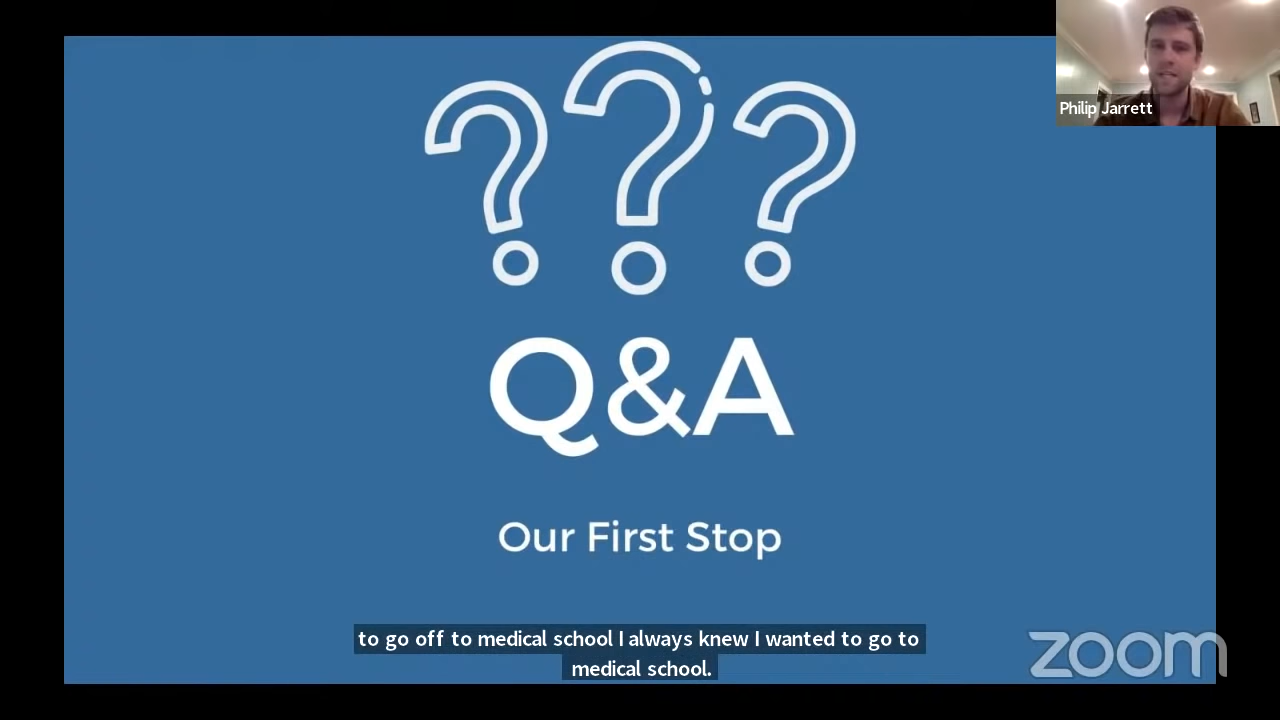 Philip Jarrett
???
Q&A
Our First Stop
to go off to medical school I always knew I wanted to go to
medical school.
zoom